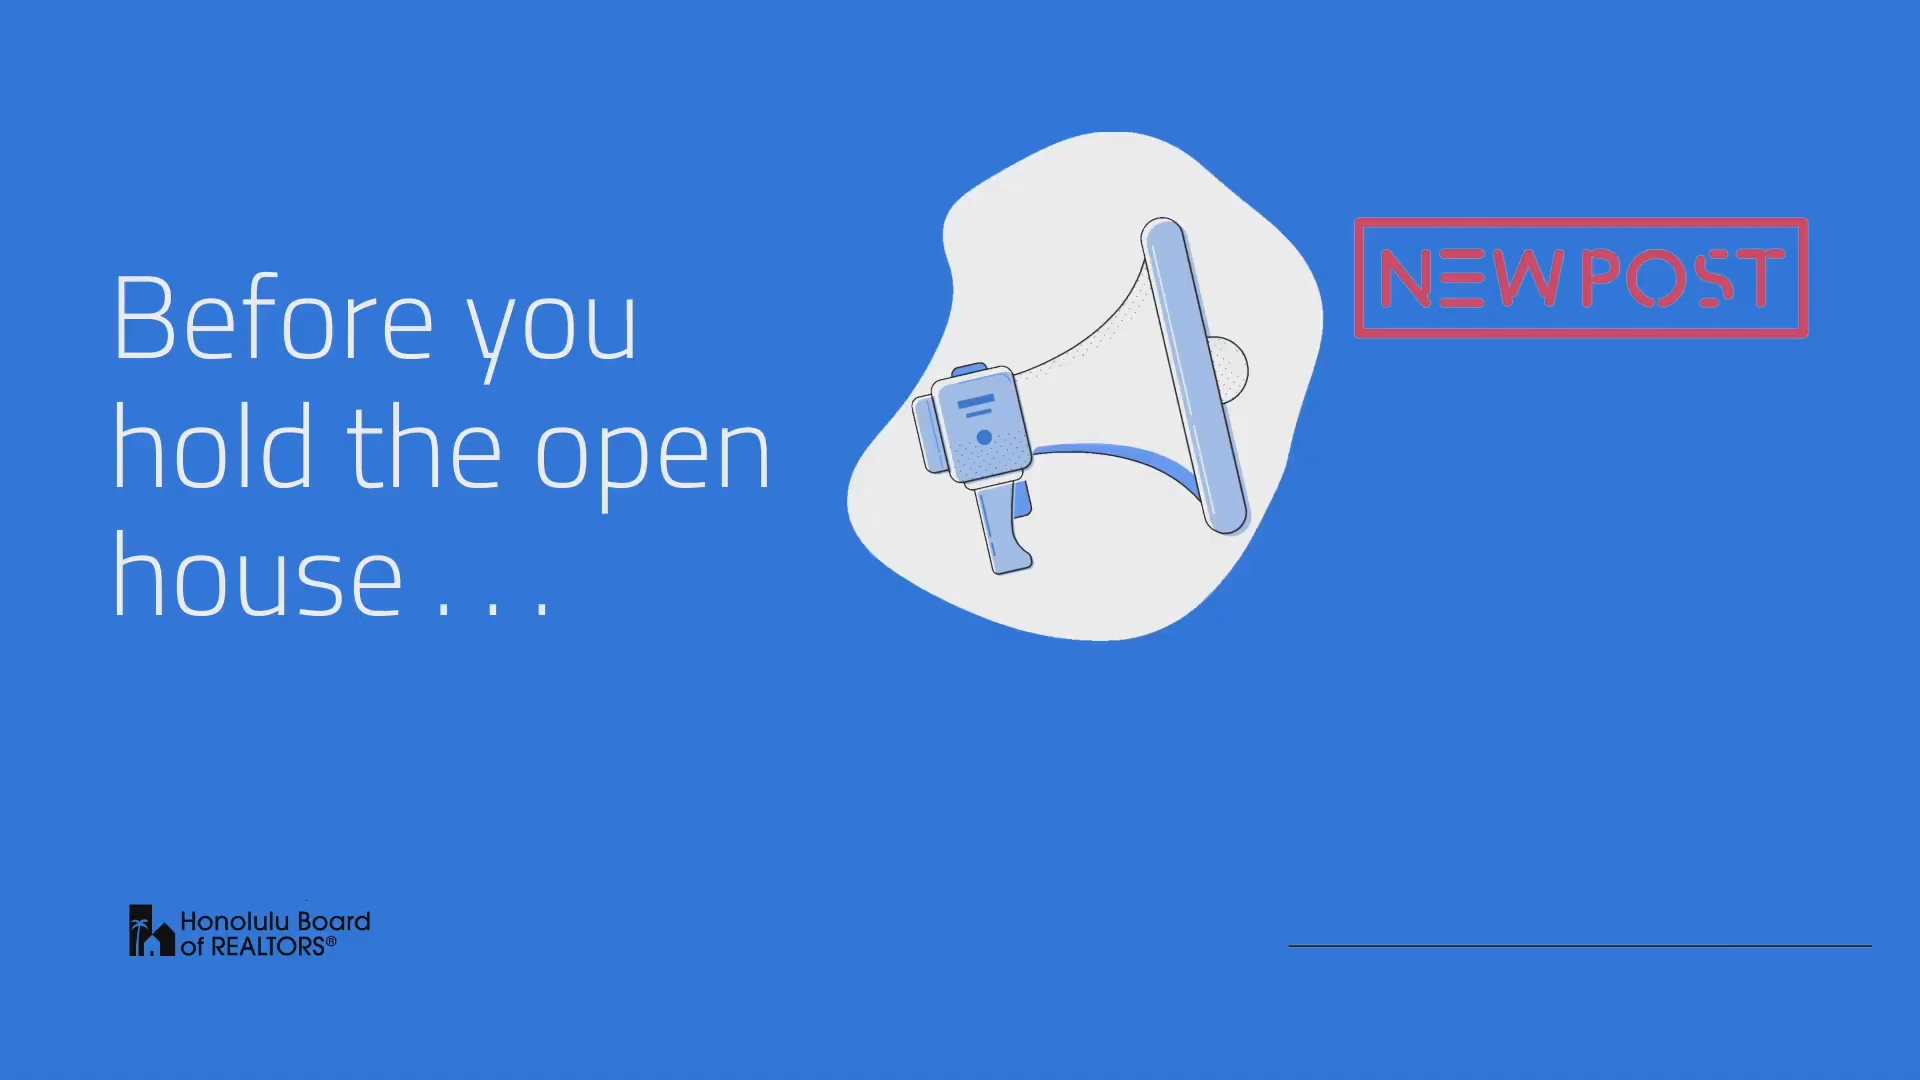 Before you
hold the open
house . . .
NEW POST
Honolulu Board
of REALTORS®